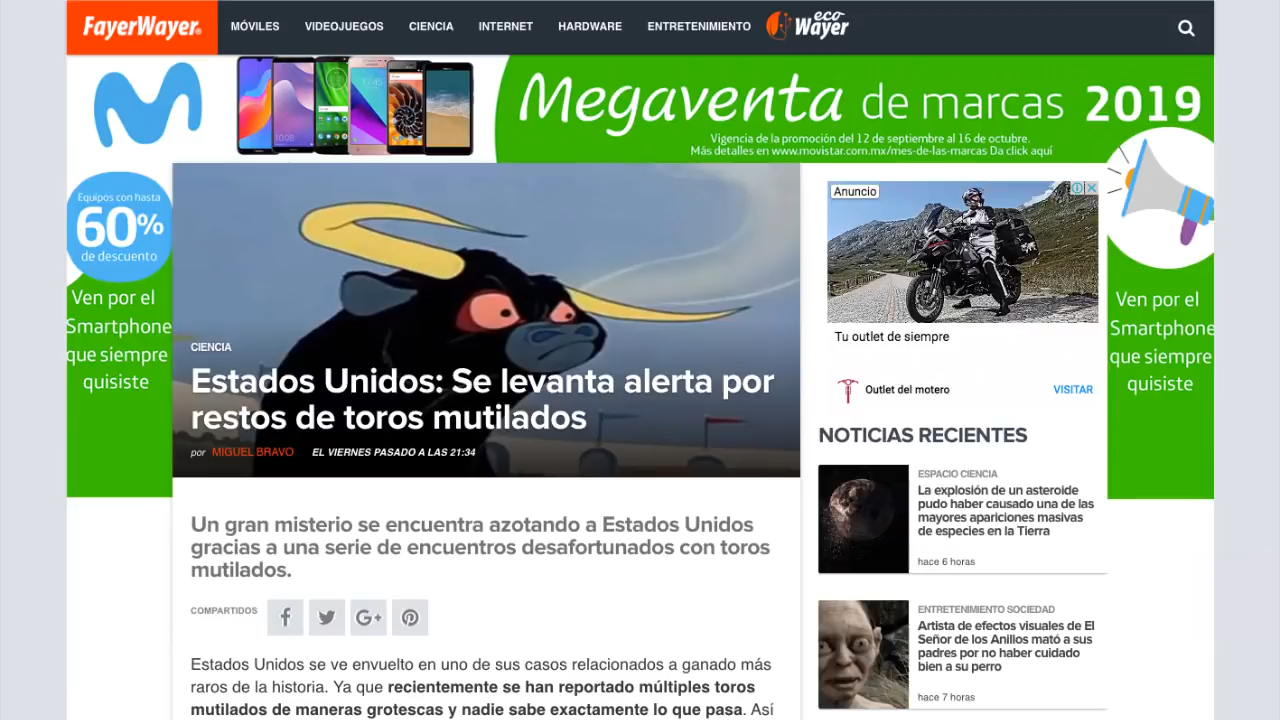 FayerWayer.
MÓVILES VIDEOJUEGOS CIENCIA INTERNET HARDWARE ENTRETENIMIENTO eco Wayer
Megaventa de marcas 2019
Vigencia de la promoción del 12 de septiembre al 16 de octubre.
Más detalles en www.movistar.com.mx/mes-de-las-marcas Da click aquí
Equipos con hasta
60%
de descuento
Ven por el
Smartphone
que siempre
quisiste
CIENCIA
Estados Unidos: Se levanta alerta por
restos de toros mutilados
por MIGUEL BRAVO EL VIERNES PASADO A LAS 21:34
Un gran misterio se encuentra azotando a Estados Unidos
gracias a una serie de encuentros desafortunados con toros
mutilados.
COMPARTIDOS
Estados Unidos se ve envuelto en uno de sus casos relacionados a ganado más
raros de la historia. Ya que recientemente se han reportado múltiples toros
mutilados de maneras grotescas y nadie sabe exactamente lo que pasa. Así
Anuncio
Tu outlet de siempre
Outlet del motero VISITAR
NOTICIAS RECIENTES
ESPACIO CIENCIA
La explosión de un asteroide
pudo haber causado una de las
mayores apariciones masivas
de especies en la Tierra
hace 6 horas
ENTRETENIMIENTO SOCIEDAD
Artista de efectos visuales de El
Señor de los Anillos mató a sus
padres por no haber cuidado
bien a su perro
hace 7 horas
Ven por el
Smartphone
que siempre
quisiste